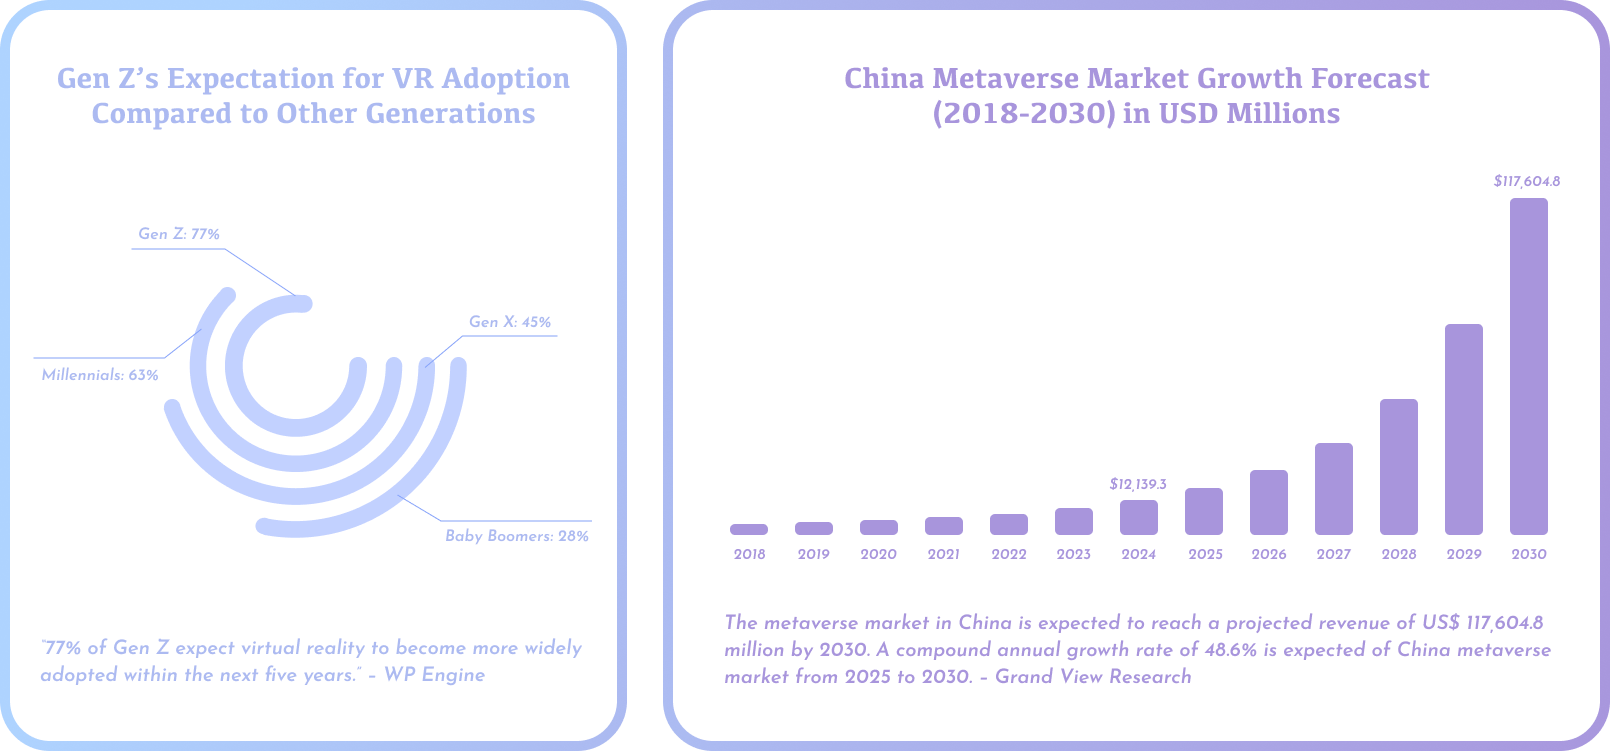 Gen Z’s Expectation for VR Adoption
Compared to Other Generations
Gen Z: 77%
Gen X: 45%
Millennials: 63%
Baby Boomers: 28%
"77% of Gen Z expect virtual reality to become more widely
adopted within the next five years." – WP Engine
China Metaverse Market Growth Forecast
(2018-2030) in USD Millions
$117,604.8
$12,139.3
2018 2019 2020 2021 2022 2023 2024 2025 2026 2027 2028 2029 2030
The metaverse market in China is expected to reach a projected revenue of US$ 117,604.8
million by 2030. A compound annual growth rate of 48.6% is expected of China metaverse
market from 2025 to 2030. – Grand View Research